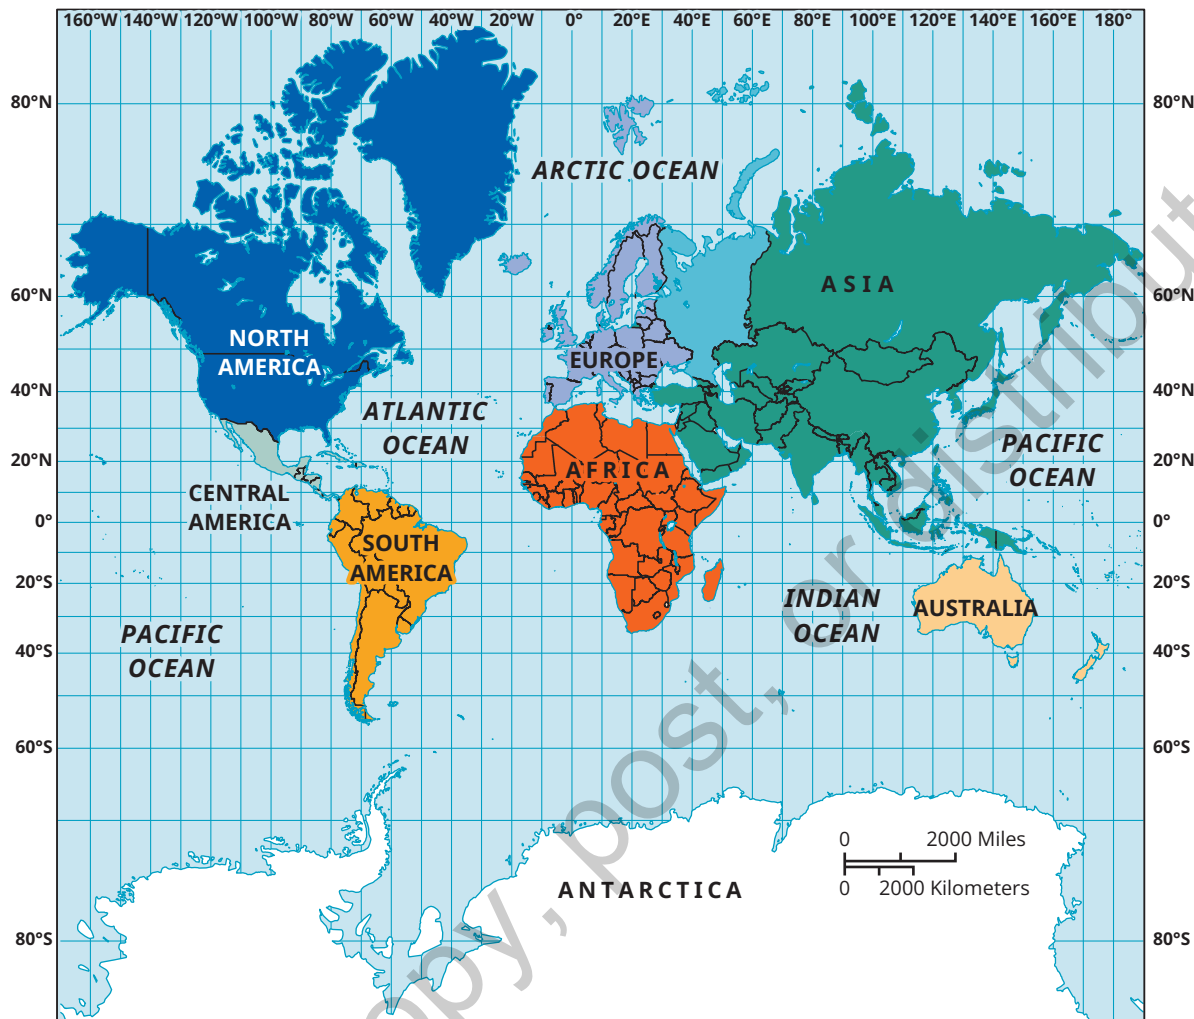 160°W 140°W 120°W 100°W 80°W 60°W 40°W 20°W 0° 20°E 40°E 60°E 80°E 100°E 120°E 140°E 160°E 180°
80°N 80°N
ARCTIC OCEAN
ASIA
60°N 60°N
NORTH
AMERICA
EUROPE
40°N 40°N
ATLANTIC
OCEAN
PACIFIC
OCEAN
20°N 20°N
AFRICA
CENTRAL
AMERICA
0° 0°
SOUTH
AMERICA
20°S 20°S
INDIAN
OCEAN
AUSTRALIA
PACIFIC
OCEAN
40°S 40°S
60°S 60°S
0 2000 Miles
0 2000 Kilometers
ANTARCTICA
80°S 80°S
opy, post, or distribut